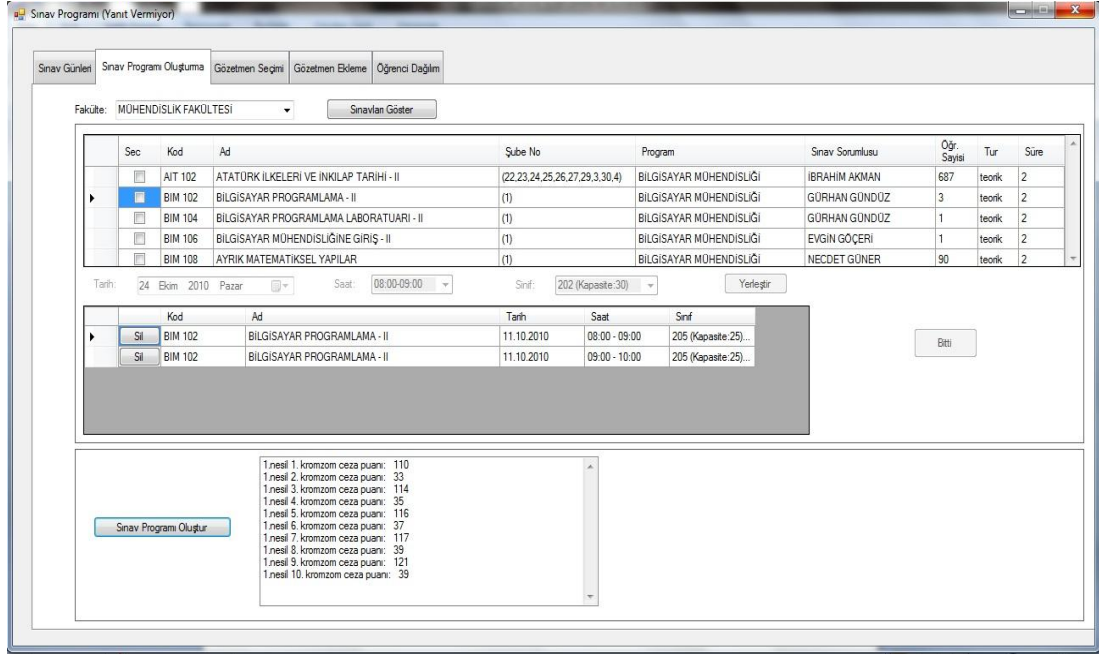 Sınav Programı (Yanıt Vermiyor)
Sınav Günleri Sınav Programı Oluşturma Gözetmen Seçimi Gözetmen Ekleme Öğrenci Dağılım
Fakülte: MÜHENDİSLİK FAKÜLTESİ Sınavları Göster
Sec Kod Ad Şube No Program Sınav Sorumlusu Öğr. Sayisi Tur Süre
AIT 102 ATATÜRK İLKELERİ VE İNKILAP TARİHİ - II (22,23,24,25,26,27,29,3,30,4) BİLGİSAYAR MÜHENDİSLİĞİ İBRAHİM AKMAN 687 teorik 2
BIM 102 BİLGİSAYAR PROGRAMLAMA - II (1) BİLGİSAYAR MÜHENDİSLİĞİ GÜRHAN GÜNDÜZ 3 teorik 2
BIM 104 BİLGİSAYAR PROGRAMLAMA LABORATUARI - II (1) BİLGİSAYAR MÜHENDİSLİĞİ GÜRHAN GÜNDÜZ 1 teorik 2
BIM 106 BİLGİSAYAR MÜHENDİSLİĞİNE GİRİŞ - II (1) BİLGİSAYAR MÜHENDİSLİĞİ EVGİN GÖÇERİ 1 teorik 2
BIM 108 AYRIK MATEMATİKSEL YAPILAR (1) BİLGİSAYAR MÜHENDİSLİĞİ NECDET GÜNER 90 teorik 2
Tarih: 24 Ekim 2010 Pazar Saat: 08:00-09:00 Sınıf: 202 (Kapasite:30) Yerleştir
Kod Ad Tarih Saat Sınıf
Sil BIM 102 BİLGİSAYAR PROGRAMLAMA - II 11.10.2010 08:00 - 09:00 205 (Kapasite:25)...
Sil BIM 102 BİLGİSAYAR PROGRAMLAMA - II 11.10.2010 09:00 - 10:00 205 (Kapasite:25)...
Bitti
1.nesil 1. kromzom ceza puanı: 110
1.nesil 2. kromzom ceza puanı: 33
1.nesil 3. kromzom ceza puanı: 114
1.nesil 4. kromzom ceza puanı: 35
1.nesil 5. kromzom ceza puanı: 116
1.nesil 6. kromzom ceza puanı: 37
1.nesil 7. kromzom ceza puanı: 117
1.nesil 8. kromzom ceza puanı: 39
1.nesil 9. kromzom ceza puanı: 121
1.nesil 10. kromzom ceza puanı: 39
Sınav Programı Oluştur